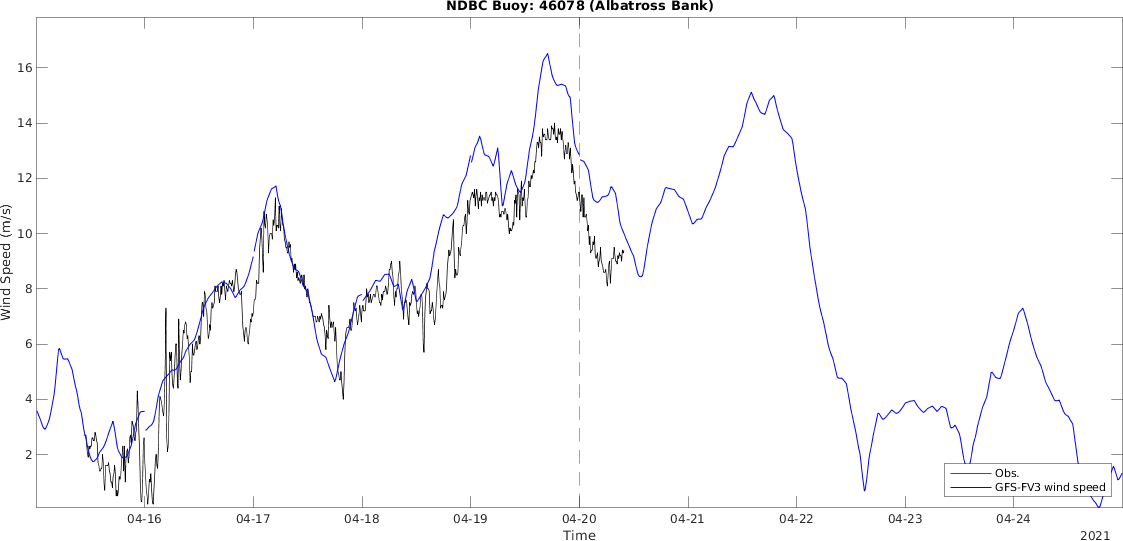 NDBC Buoy: 46078 (Albatross Bank)
16
14
12
10
8
6
4
2
Wind Speed (m/s)
Obs.
GFS-FV3 wind speed
04-16 04-17 04-18 04-19 04-20 04-21 04-22 04-23 04-24
Time
2021